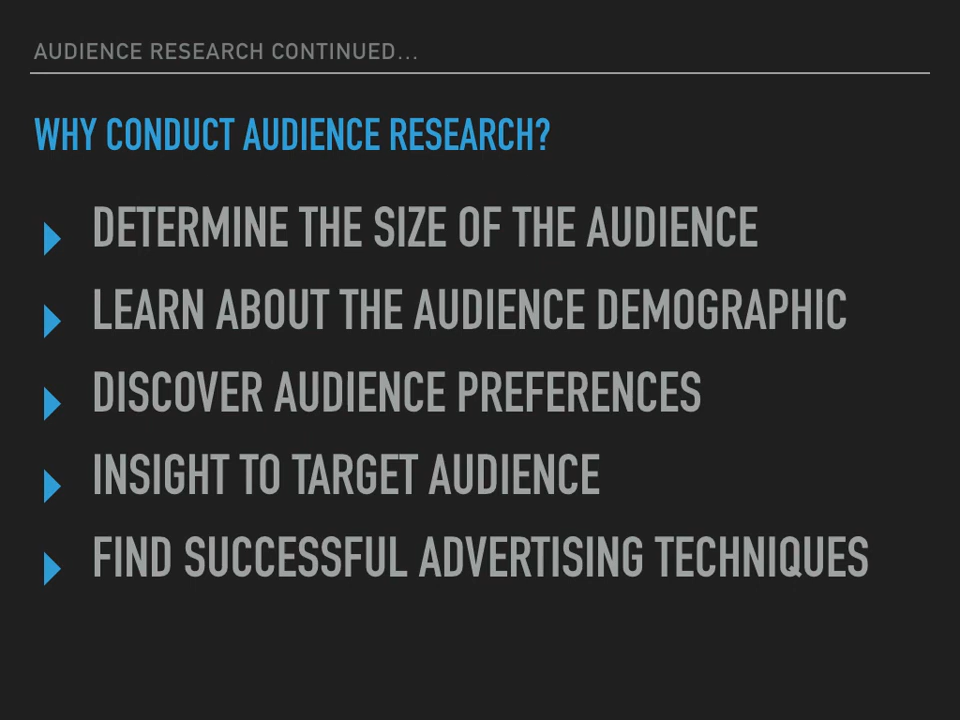 AUDIENCE RESEARCH CONTINUED...
WHY CONDUCT AUDIENCE RESEARCH?
DETERMINE THE SIZE OF THE AUDIENCE
LEARN ABOUT THE AUDIENCE DEMOGRAPHIC
DISCOVER AUDIENCE PREFERENCES
INSIGHT TO TARGET AUDIENCE
FIND SUCCESSFUL ADVERTISING TECHNIQUES